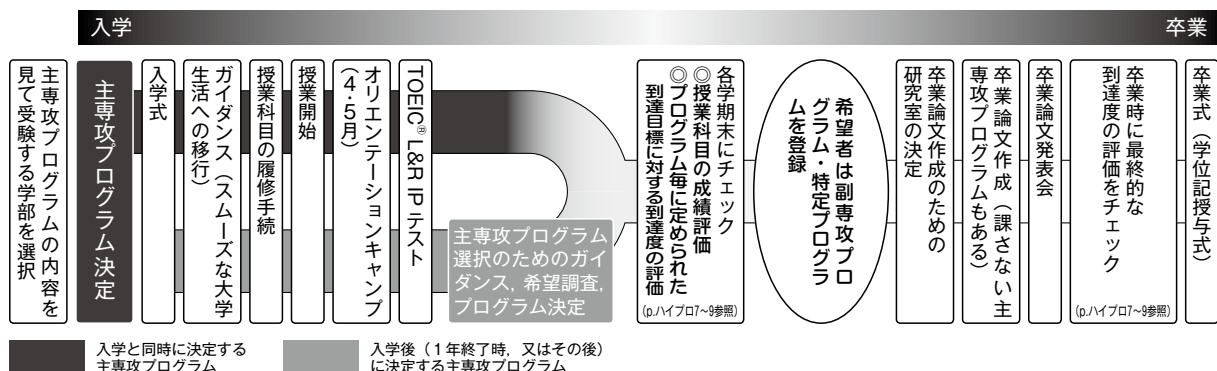 入学
卒業
主専攻プログラムの内容を
見て受験する学部を選択
主専攻プログラム決定
入学式
ガイダンス（スムーズな大学
生活への移行）
授業科目の履修手続
授業開始
オリエンテーションキャンプ
（4・5月）
TOEIC® L&R IP テスト
主専攻プログラム
選択のためのガイ
ダンス，希望調査，
プログラム決定
各学期末にチェック
◎授業科目の成績評価
◎プログラム毎に定められた
到達目標に対する到達度の評価
(p.ハイプロ7～9参照)
希望者は副専攻プロ
グラム・特定プログラ
ムを登録
卒業論文作成のための
研究室の決定
卒業論文作成（課さない主
専攻プログラムもある）
卒業論文発表会
卒業時に最終的な
到達度の評価をチェック
(p.ハイプロ7～9参照)
卒業式（学位記授与式）
入学と同時に決定する
主専攻プログラム
入学後（1年終了時，又はその後）
に決定する主専攻プログラム